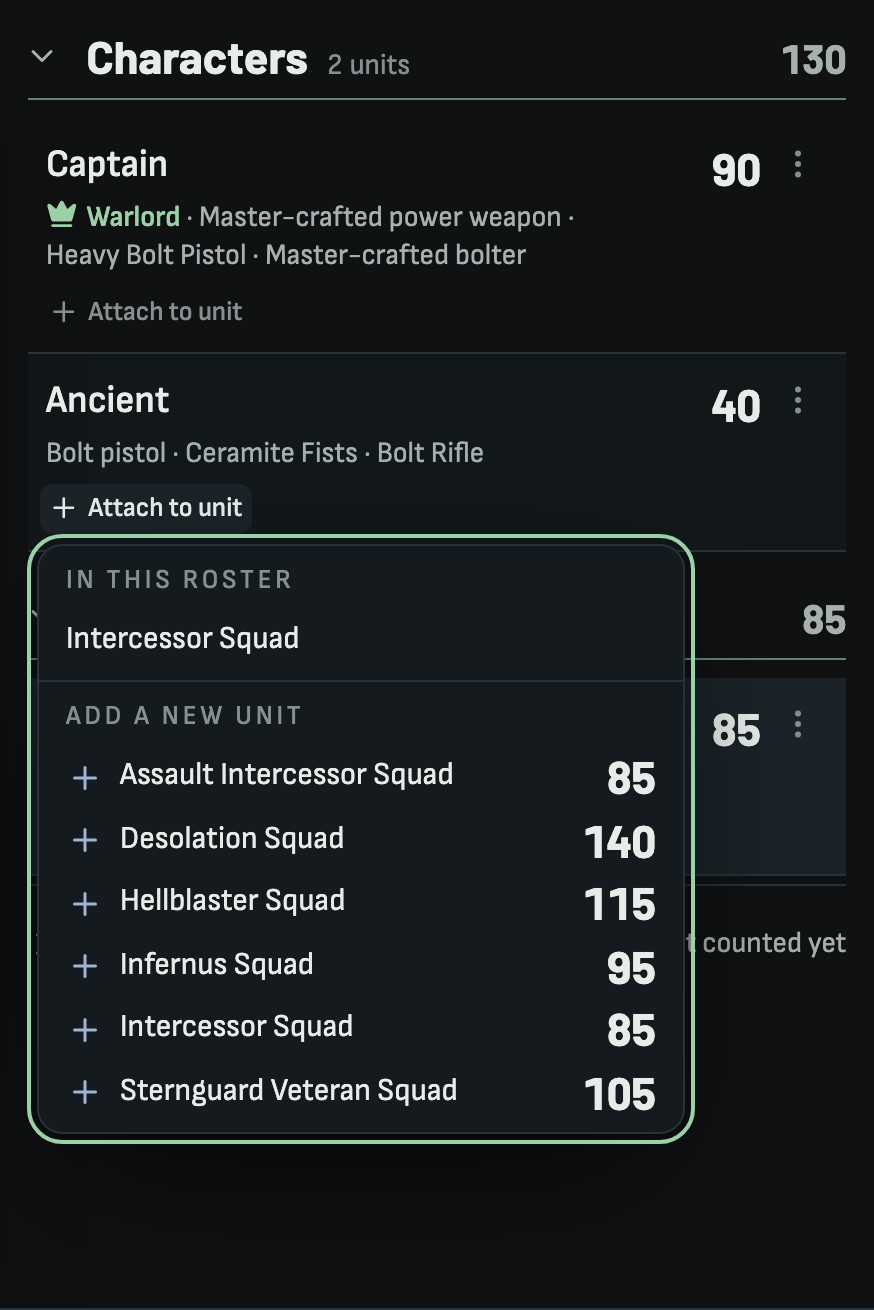 Characters 2 units 130
Captain 90
Warlord · Master-crafted power weapon ·
Heavy Bolt Pistol · Master-crafted bolter
+ Attach to unit
Ancient 40
Bolt pistol · Ceramite Fists · Bolt Rifle
+ Attach to unit
IN THIS ROSTER
85
Intercessor Squad
ADD A NEW UNIT
85
+ Assault Intercessor Squad 85
+ Desolation Squad 140
+ Hellblaster Squad 115
counted yet
+ Infernus Squad 95
+ Intercessor Squad 85
+ Sternguard Veteran Squad 105